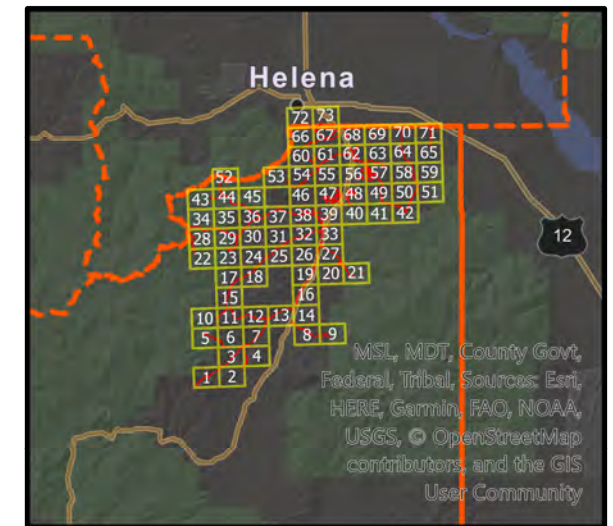 Helena
72 73
66 67 68 69 70 71
60 61 62 63 64 65
52 53 54 55 56 57 58 59
43 44 45 46 47 48 49 50 51
34 35 36 37 38 39 40 41 42
28 29 30 31 32 33
22 23 24 25 26 27
17 18 19 20 21
15 16
10 11 12 13 14
5 6 7 8 9
3 4
1 2
12
MSL, MDT, County Govt,
Federal, Tribal, Sources: Esri,
HERE, Garmin, FAO, NOAA,
USGS, © OpenStreetMap
contributors, and the GIS
User Community